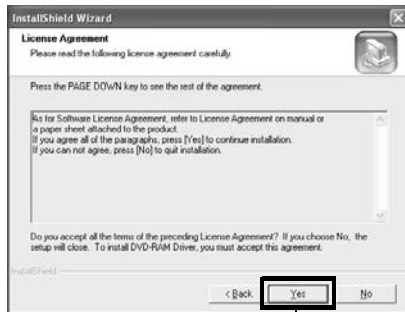 InstallShield Wizard
License Agreement
Please read the following license agreement carefully.
Press the PAGE DOWN key to see the rest of the agreement.
As for Software License Agreement, refer to License Agreement on manual or
a paper sheet attached to the product.
If you agree all of the paragraphs, press [Yes] to continue installation.
If you can not agree, press [No] to quit installation.
Do you accept all the terms of the preceding License Agreement? If you choose No, the
setup will close. To install DVD-RAM Driver, you must accept this agreement.
InstallShield
< Back Yes No